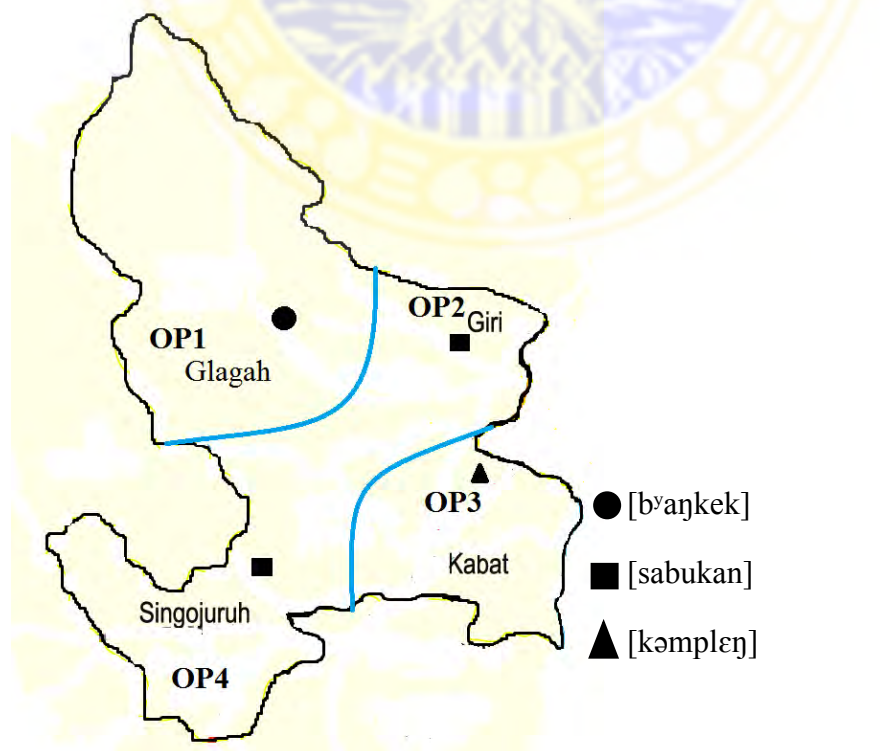 OP2
Giri
OP1
Glagah
OP3
[bʸaŋkek]
Kabat
[sabukan]
Singojuruh
[kəmplɛŋ]
OP4